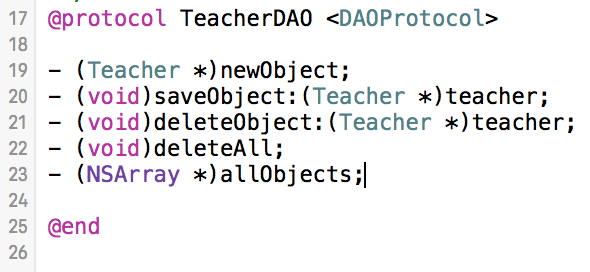 17 @protocol TeacherDAO <DAOProtocol>
18
19 - (Teacher *)newObject;
20 - (void)saveObject:(Teacher *)teacher;
21 - (void)deleteObject:(Teacher *)teacher;
22 - (void)deleteAll;
23 - (NSArray *)allObjects;
24
25 @end
26